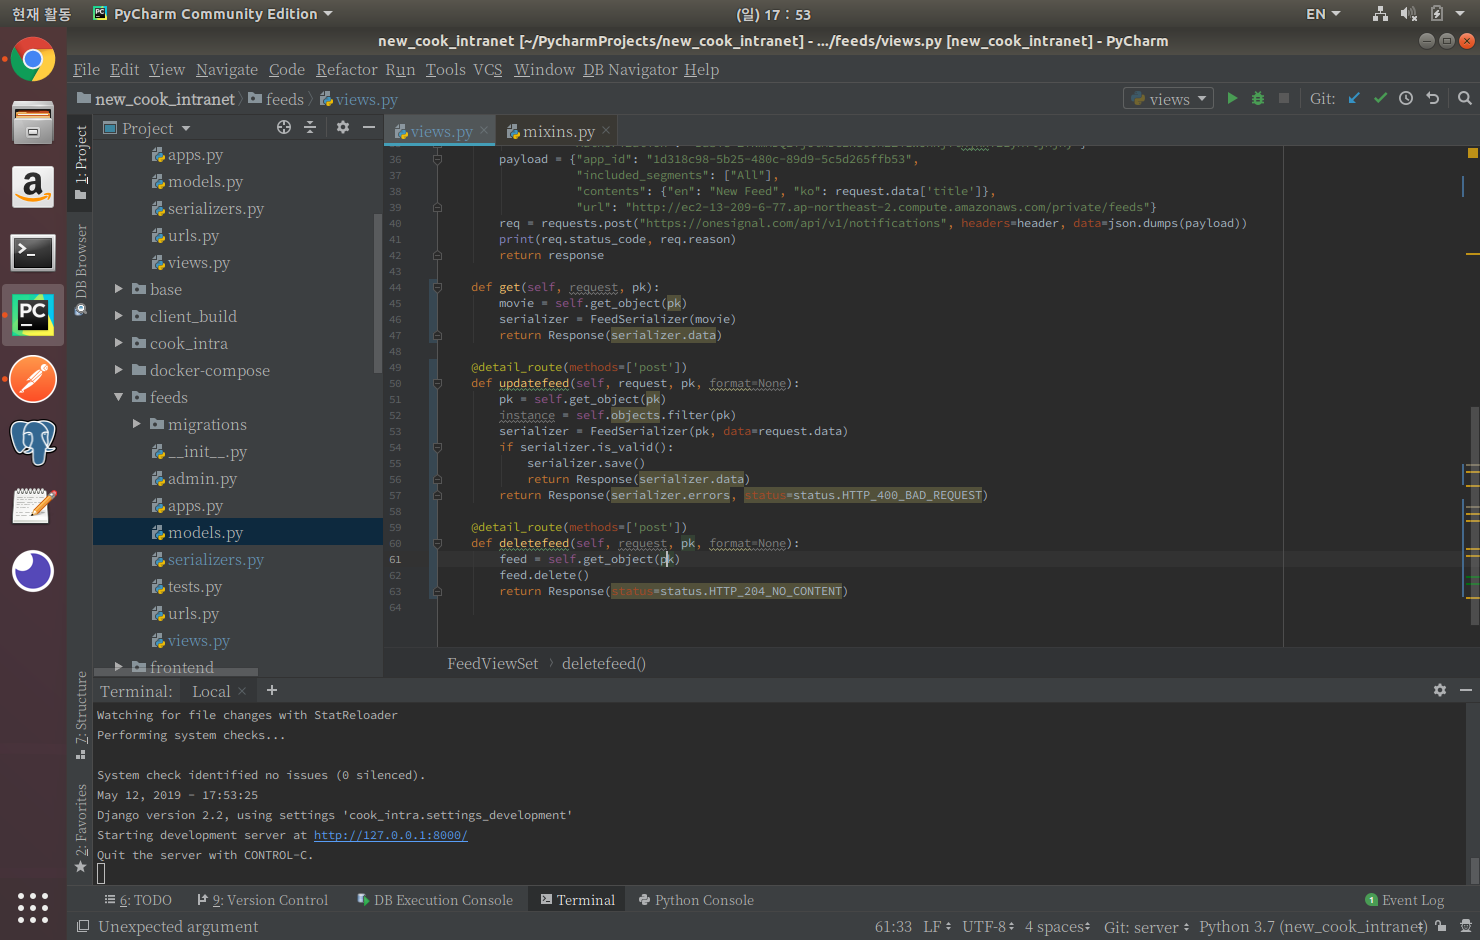 현재 활동
PyCharm Community Edition
(일) 17 : 53
EN
new_cook_intranet [~/PycharmProjects/new_cook_intranet] - .../feeds/views.py [new_cook_intranet] - PyCharm
File Edit View Navigate Code Refactor Run Tools VCS Window DB Navigator Help
new_cook_intranet feeds views.py
views
Git:
1: Project
DB Browser
7: Structure
2: Favorites
Project
apps.py
models.py
serializers.py
urls.py
views.py
base
client_build
cook_intra
docker-compose
feeds
migrations
__init__.py
admin.py
apps.py
models.py
serializers.py
tests.py
urls.py
views.py
frontend
views.py
mixins.py
36 payload = {"app_id": "1d318c98-5b25-480c-89d9-5c5d265ffb53",
37 "included_segments": ["All"],
38 "contents": {"en": "New Feed", "ko": request.data['title']},
39 "url": "http://ec2-13-209-6-77.ap-northeast-2.compute.amazonaws.com/private/feeds"}
40 req = requests.post("https://onesignal.com/api/v1/notifications", headers=header, data=json.dumps(payload))
41 print(req.status_code, req.reason)
42 return response
43
44 def get(self, request, pk):
45 movie = self.get_object(pk)
46 serializer = FeedSerializer(movie)
47 return Response(serializer.data)
48
49 @detail_route(methods=['post'])
50 def updatefeed(self, request, pk, format=None):
51 pk = self.get_object(pk)
52 instance = self.objects.filter(pk)
53 serializer = FeedSerializer(pk, data=request.data)
54 if serializer.is_valid():
55 serializer.save()
56 return Response(serializer.data)
57 return Response(serializer.errors, status=status.HTTP_400_BAD_REQUEST)
58
59 @detail_route(methods=['post'])
60 def deletefeed(self, request, pk, format=None):
61 feed = self.get_object(pk)
62 feed.delete()
63 return Response(status=status.HTTP_204_NO_CONTENT)
64
FeedViewSet deletefeed()
Terminal: Local
Watching for file changes with StatReloader
Performing system checks...
System check identified no issues (0 silenced).
May 12, 2019 - 17:53:25
Django version 2.2, using settings 'cook_intra.settings_development'
Starting development server at http://127.0.0.1:8000/
Quit the server with CONTROL-C.
6: TODO 9: Version Control DB Execution Console Terminal Python Console 1 Event Log
Unexpected argument 61:33 LF UTF-8 4 spaces Git: server Python 3.7 (new_cook_intranet)